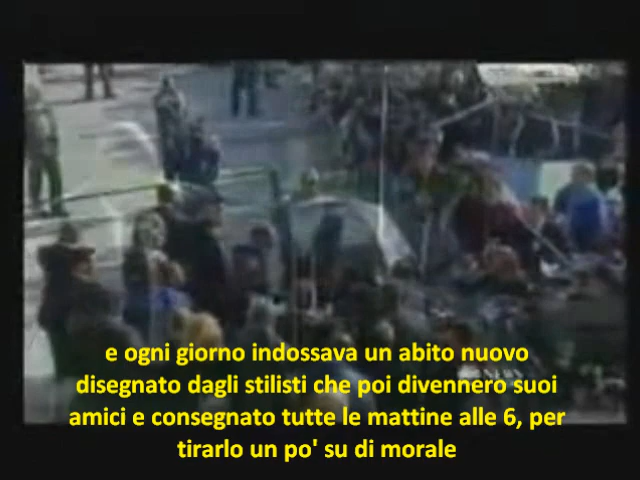 e ogni giorno indossava un abito nuovo
disegnato dagli stilisti che poi divennero suoi
amici e consegnato tutte le mattine alle 6, per
tirarlo un po' su di morale